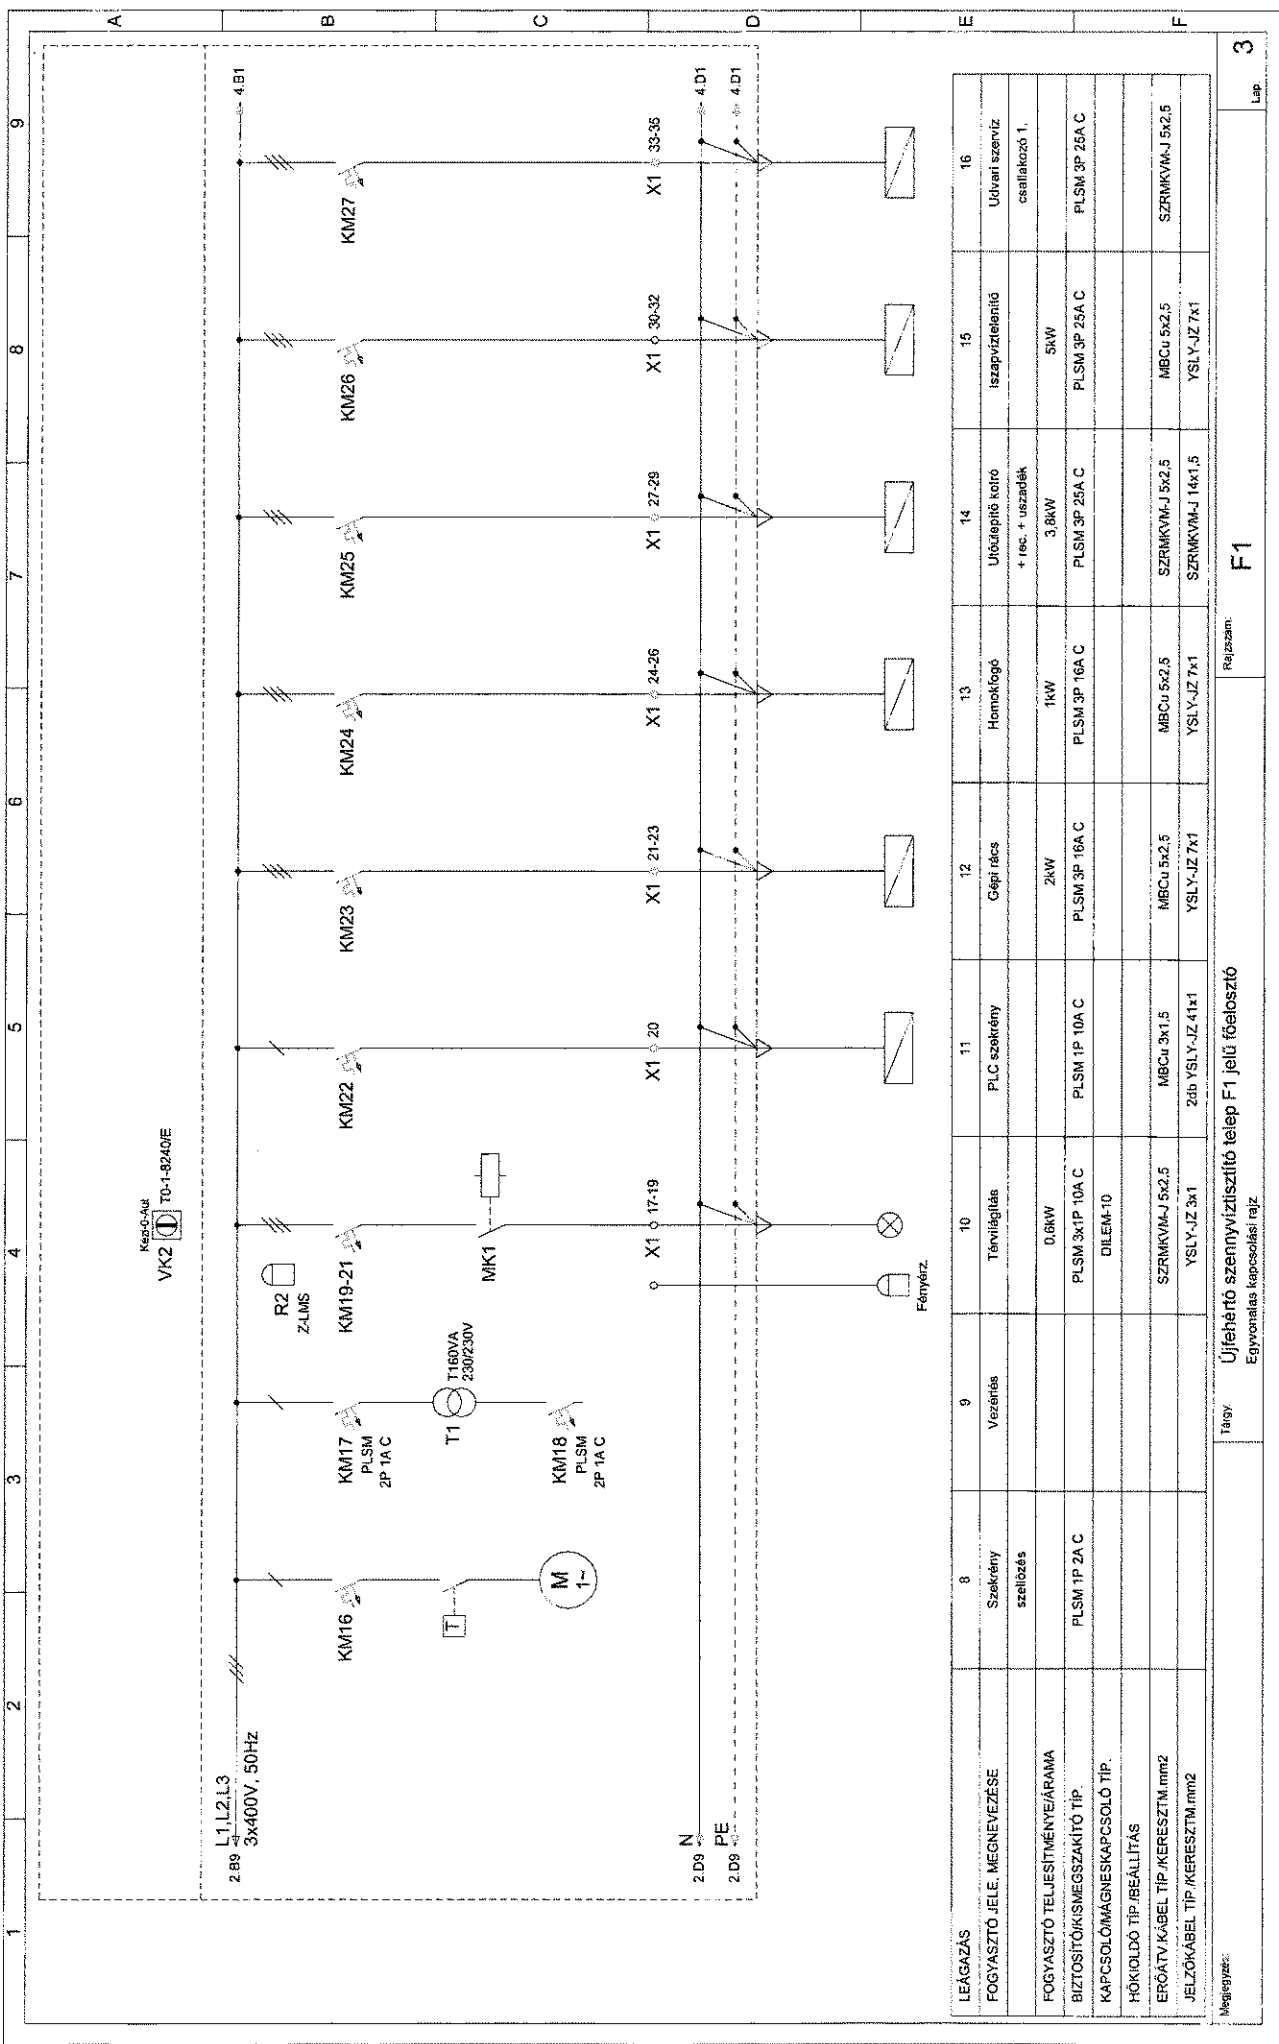 1 2 3 4 5 6 7 8 9
A
B
C
D
E
F
Kézi-0-Aut
VK2 T0-1-8240/E
2.B9 L1,L2,L3
3x400V, 50Hz
4.B1
R2
Z-LMS
KM16
KM17
PLSM
2P 1A C
KM19-21
KM22
KM23
KM24
KM25
KM26
KM27
T
M
1~
T1
T160VA
230/230V
KM18
PLSM
2P 1A C
MK1
X1 17-19
X1 20
X1 21-23
X1 24-26
X1 27-29
X1 30-32
X1 33-35
2.D9 N
4.D1
2.D9 PE
4.D1
Fényérz.
LEÁGAZÁS 8 9 10 11 12 13 14 15 16
FOGYASZTÓ JELE, MEGNEVEZÉSE Szekrény Vezérlés Térvilágítás PLC szekrény Gépi rács Homokfogó Utóülepítő kotró Iszapvíztelenítő Udvari szervíz
szellőzés + rec. + uszadék csatlakozó 1.
FOGYASZTÓ TELJESÍTMÉNYE/ÁRAMA 0,6kW 2kW 1kW 3,8kW 5kW
BIZTOSÍTÓ/KISMEGSZAKÍTÓ TÍP. PLSM 1P 2A C PLSM 3x1P 10A C PLSM 1P 10A C PLSM 3P 16A C PLSM 3P 16A C PLSM 3P 25A C PLSM 3P 25A C PLSM 3P 25A C
KAPCSOLÓ/MÁGNESKAPCSOLÓ TÍP. DILEM-10
HŐKIOLDÓ TÍP./BEÁLLÍTÁS
ERŐÁTV.KÁBEL TÍP./KERESZTM.mm2 SZRMKVM-J 5x2,5 MBCu 3x1,5 MBCu 5x2,5 MBCu 5x2,5 SZRMKVM-J 5x2,5 MBCu 5x2,5 SZRMKVM-J 5x2,5
JELZŐKÁBEL TÍP./KERESZTM.mm2 YSLY-JZ 3x1 2db YSLY-JZ 41x1 YSLY-JZ 7x1 YSLY-JZ 7x1 SZRMKVM-J 14x1,5 YSLY-JZ 7x1
Megjegyzés:
Tárgy: Újfehértó szennyvíztisztító telep F1 jelű főelosztó
Egyvonalas kapcsolási rajz
Rajzszám: F1
Lap: 3